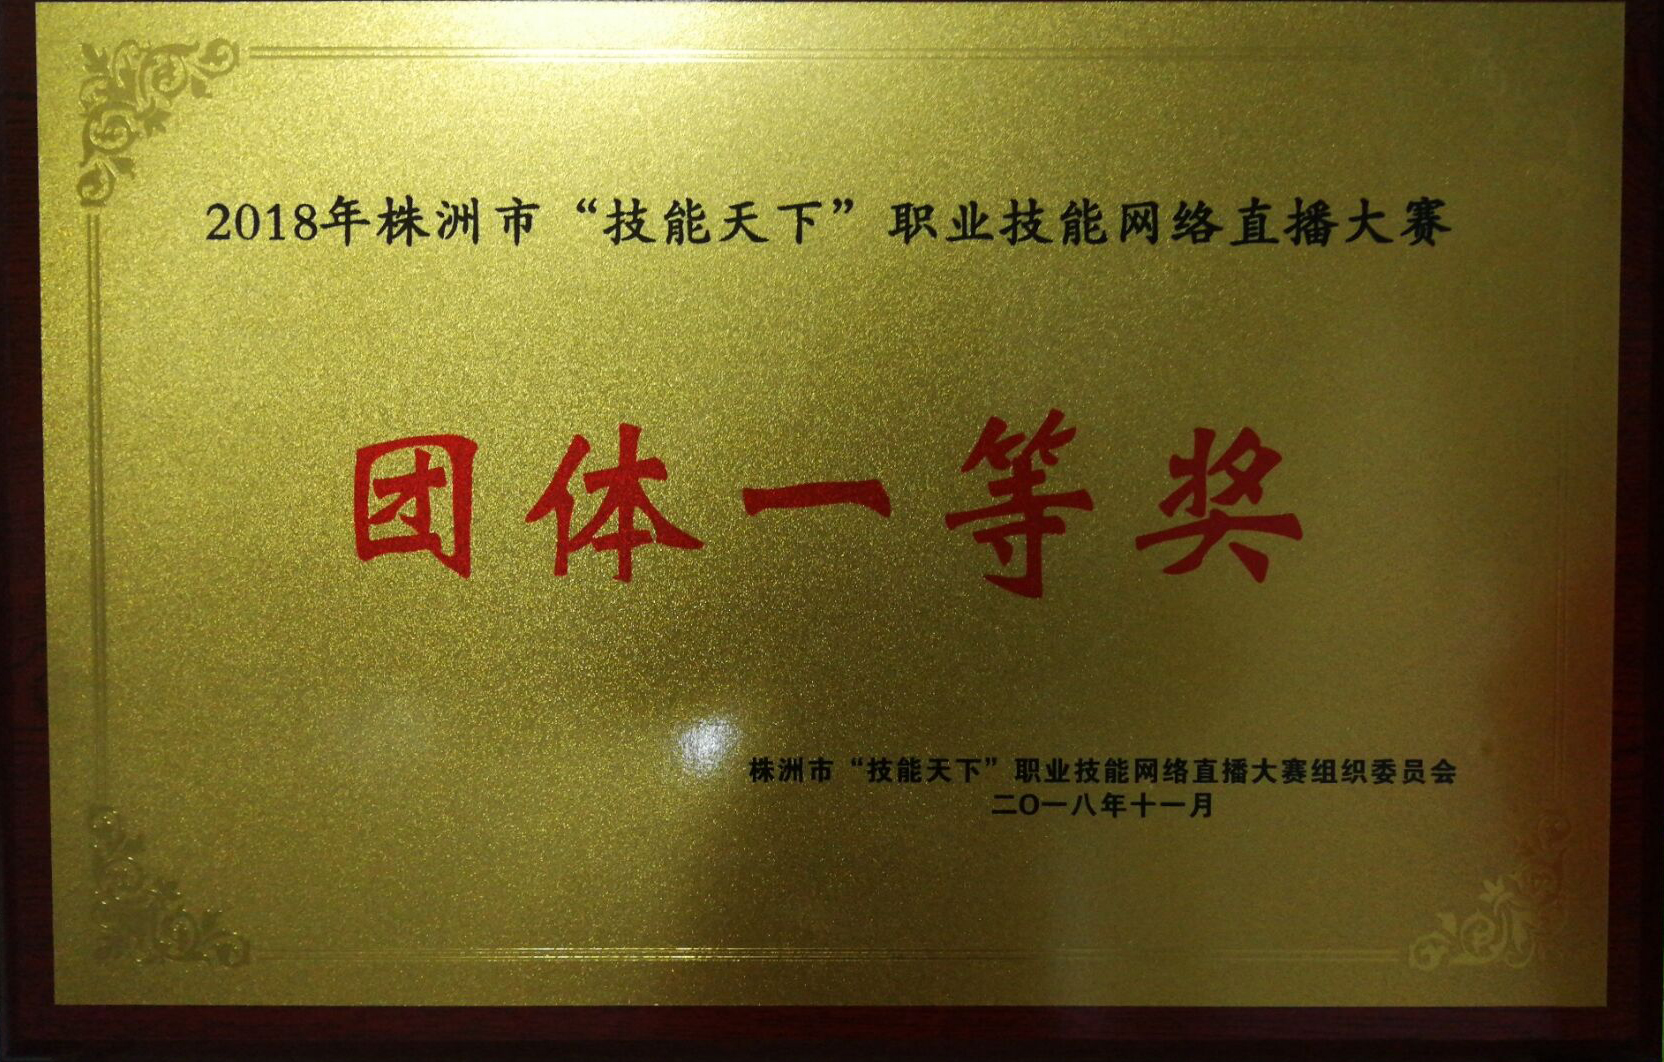 2018年株洲市“技能天下”职业技能网络直播大赛
团体一等奖
株洲市“技能天下”职业技能网络直播大赛组织委员会
二O一八年十一月